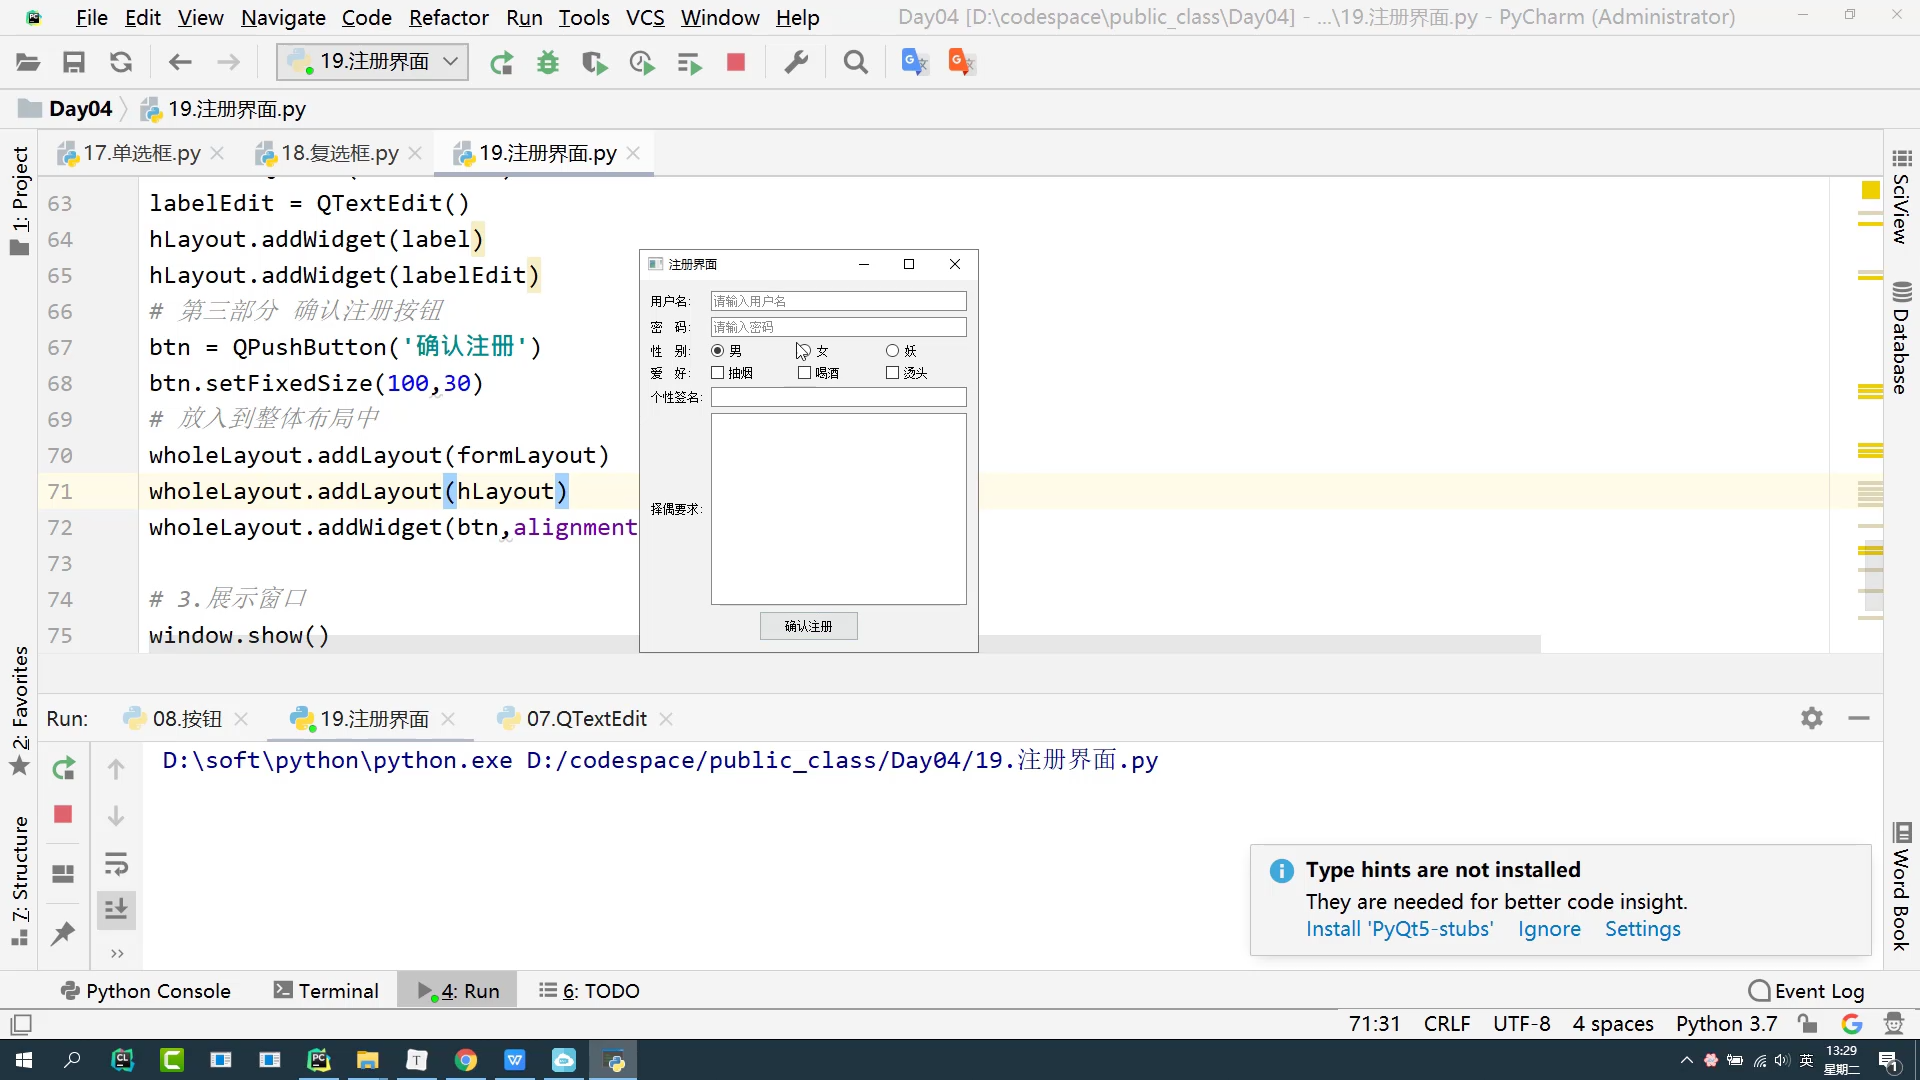 File Edit View Navigate Code Refactor Run Tools VCS Window Help Day04 [D:\codespace\public_class\Day04] - ...\19.注册界面.py - PyCharm (Administrator)
19.注册界面
Day04 19.注册界面.py
1: Project
17.单选框.py
18.复选框.py
19.注册界面.py
63 labelEdit = QTextEdit()
64 hLayout.addWidget(label)
65 hLayout.addWidget(labelEdit)
66 # 第三部分 确认注册按钮
67 btn = QPushButton('确认注册')
68 btn.setFixedSize(100,30)
69 # 放入到整体布局中
70 wholeLayout.addLayout(formLayout)
71 wholeLayout.addLayout(hLayout)
72 wholeLayout.addWidget(btn,alignment
73
74 # 3.展示窗口
75 window.show()
注册界面
用户名: 请输入用户名
密 码: 请输入密码
性 别: 男 女 妖
爱 好: 抽烟 喝酒 烫头
个性签名:
择偶要求:
确认注册
SciView
Database
Word Book
2: Favorites
7: Structure
Run: 08.按钮 19.注册界面 07.QTextEdit
D:\soft\python\python.exe D:/codespace/public_class/Day04/19.注册界面.py
Type hints are not installed
They are needed for better code insight.
Install 'PyQt5-stubs' Ignore Settings
Python Console Terminal 4: Run 6: TODO Event Log
71:31 CRLF UTF-8 4 spaces Python 3.7
英 13:29
星期二
1